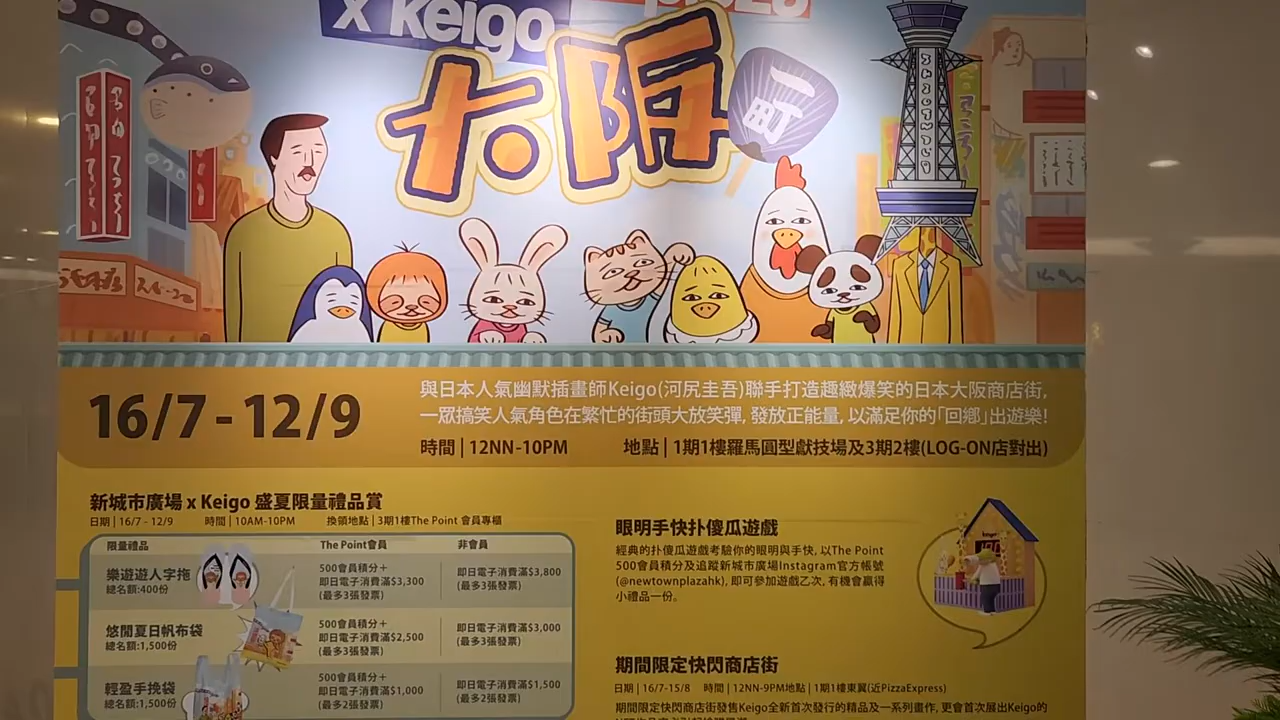 x Keigo
大阪
一町
16/7 - 12/9
與日本人氣幽默插畫師Keigo(河尻圭吾)聯手打造趣緻爆笑的日本大阪商店街,
一眾搞笑人氣角色在繁忙的街頭大放笑彈, 發放正能量, 以滿足你的「回鄉」出遊樂!
時間 | 12NN-10PM 地點 | 1期1樓羅馬圓型獻技場及3期2樓(LOG-ON店對出)
新城市廣場 x Keigo 盛夏限量禮品賞
日期 | 16/7 - 12/9 時間 | 10AM-10PM 換領地點 | 3期1樓The Point 會員專櫃
限量禮品 The Point會員 非會員
樂遊遊人字拖
總名額:400份
500會員積分+
即日電子消費滿$3,300
(最多3張發票)
即日電子消費滿$3,800
(最多3張發票)
悠閒夏日帆布袋
總名額:1,500份
500會員積分+
即日電子消費滿$2,500
(最多3張發票)
即日電子消費滿$3,000
(最多3張發票)
輕盈手挽袋
總名額:1,500份
500會員積分+
即日電子消費滿$1,000
(最多2張發票)
即日電子消費滿$1,500
(最多2張發票)
眼明手快扑傻瓜遊戲
經典的扑傻瓜遊戲考驗你的眼明與手快, 以The Point
500會員積分及追蹤新城市廣場Instagram官方帳號
(@newtownplazahk), 即可參加遊戲乙次, 有機會贏得
小禮品一份。
期間限定快閃商店街
日期 | 16/7-15/8 時間 | 12NN-9PM地點 | 1期1樓東翼(近PizzaExpress)
期間限定快閃商店街發售Keigo全新首次發行的精品及一系列畫作, 更會首次展出Keigo的